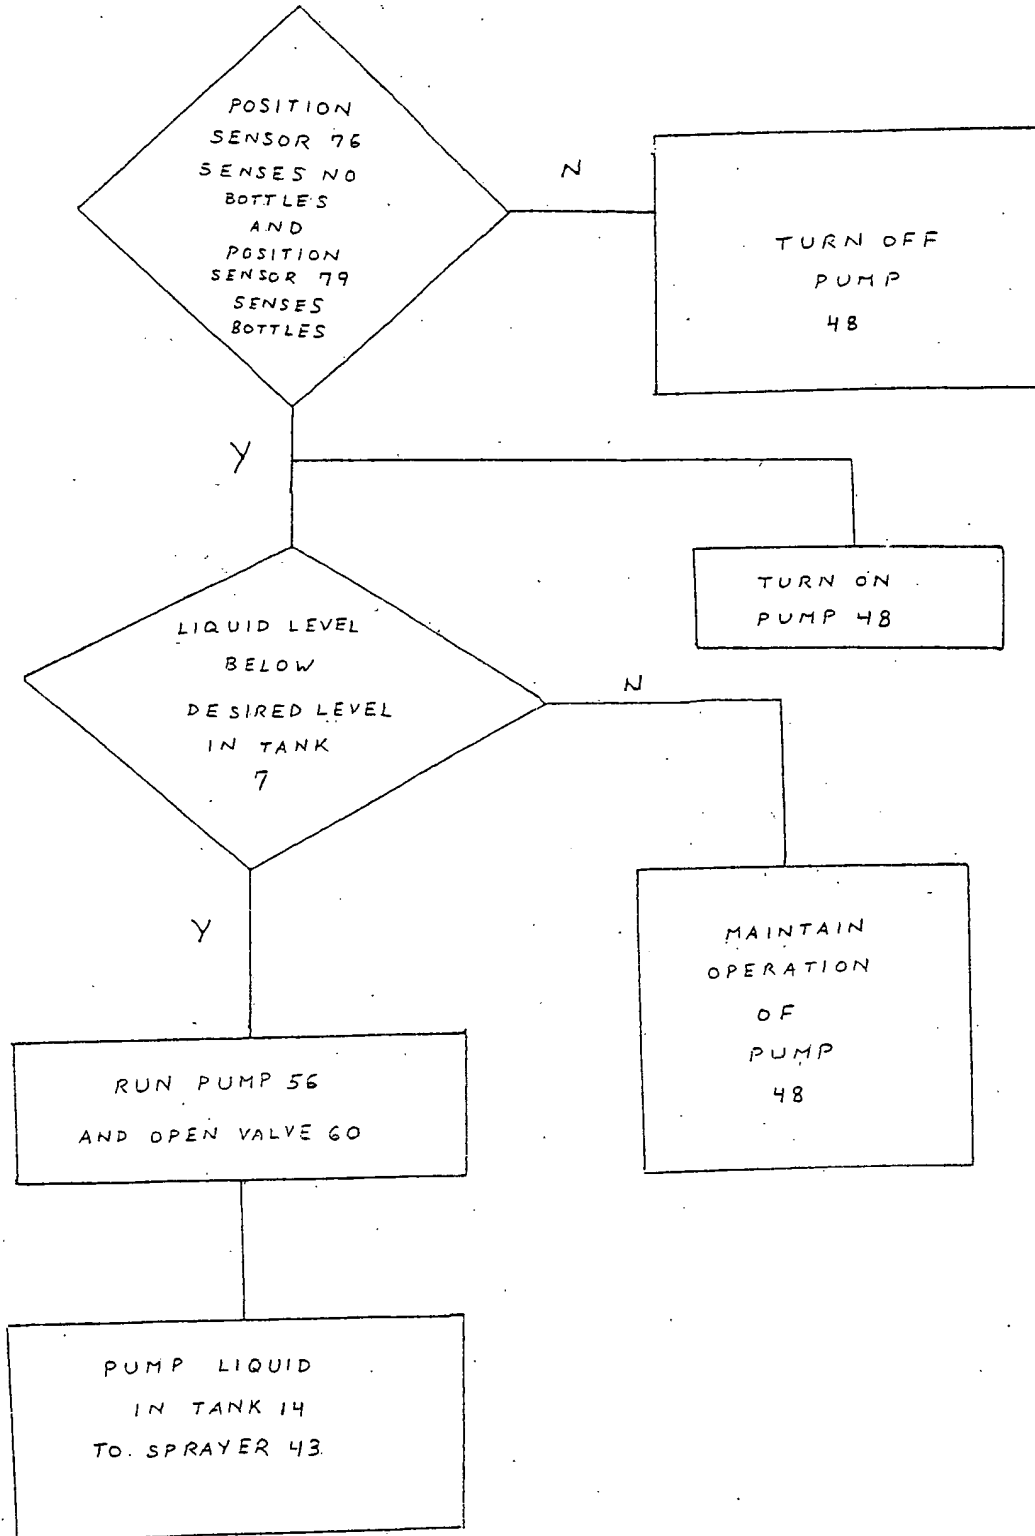 POSITION
SENSOR 76
SENSES NO
BOTTLES
AND
POSITION
SENSOR 79
SENSES
BOTTLES
N
TURN OFF
PUMP
48
Y
TURN ON
PUMP 48
LIQUID LEVEL
BELOW
DESIRED LEVEL
IN TANK
7
N
Y
MAINTAIN
OPERATION
OF
PUMP
48
RUN PUMP 56
AND OPEN VALVE 60
PUMP LIQUID
IN TANK 14
TO SPRAYER 43